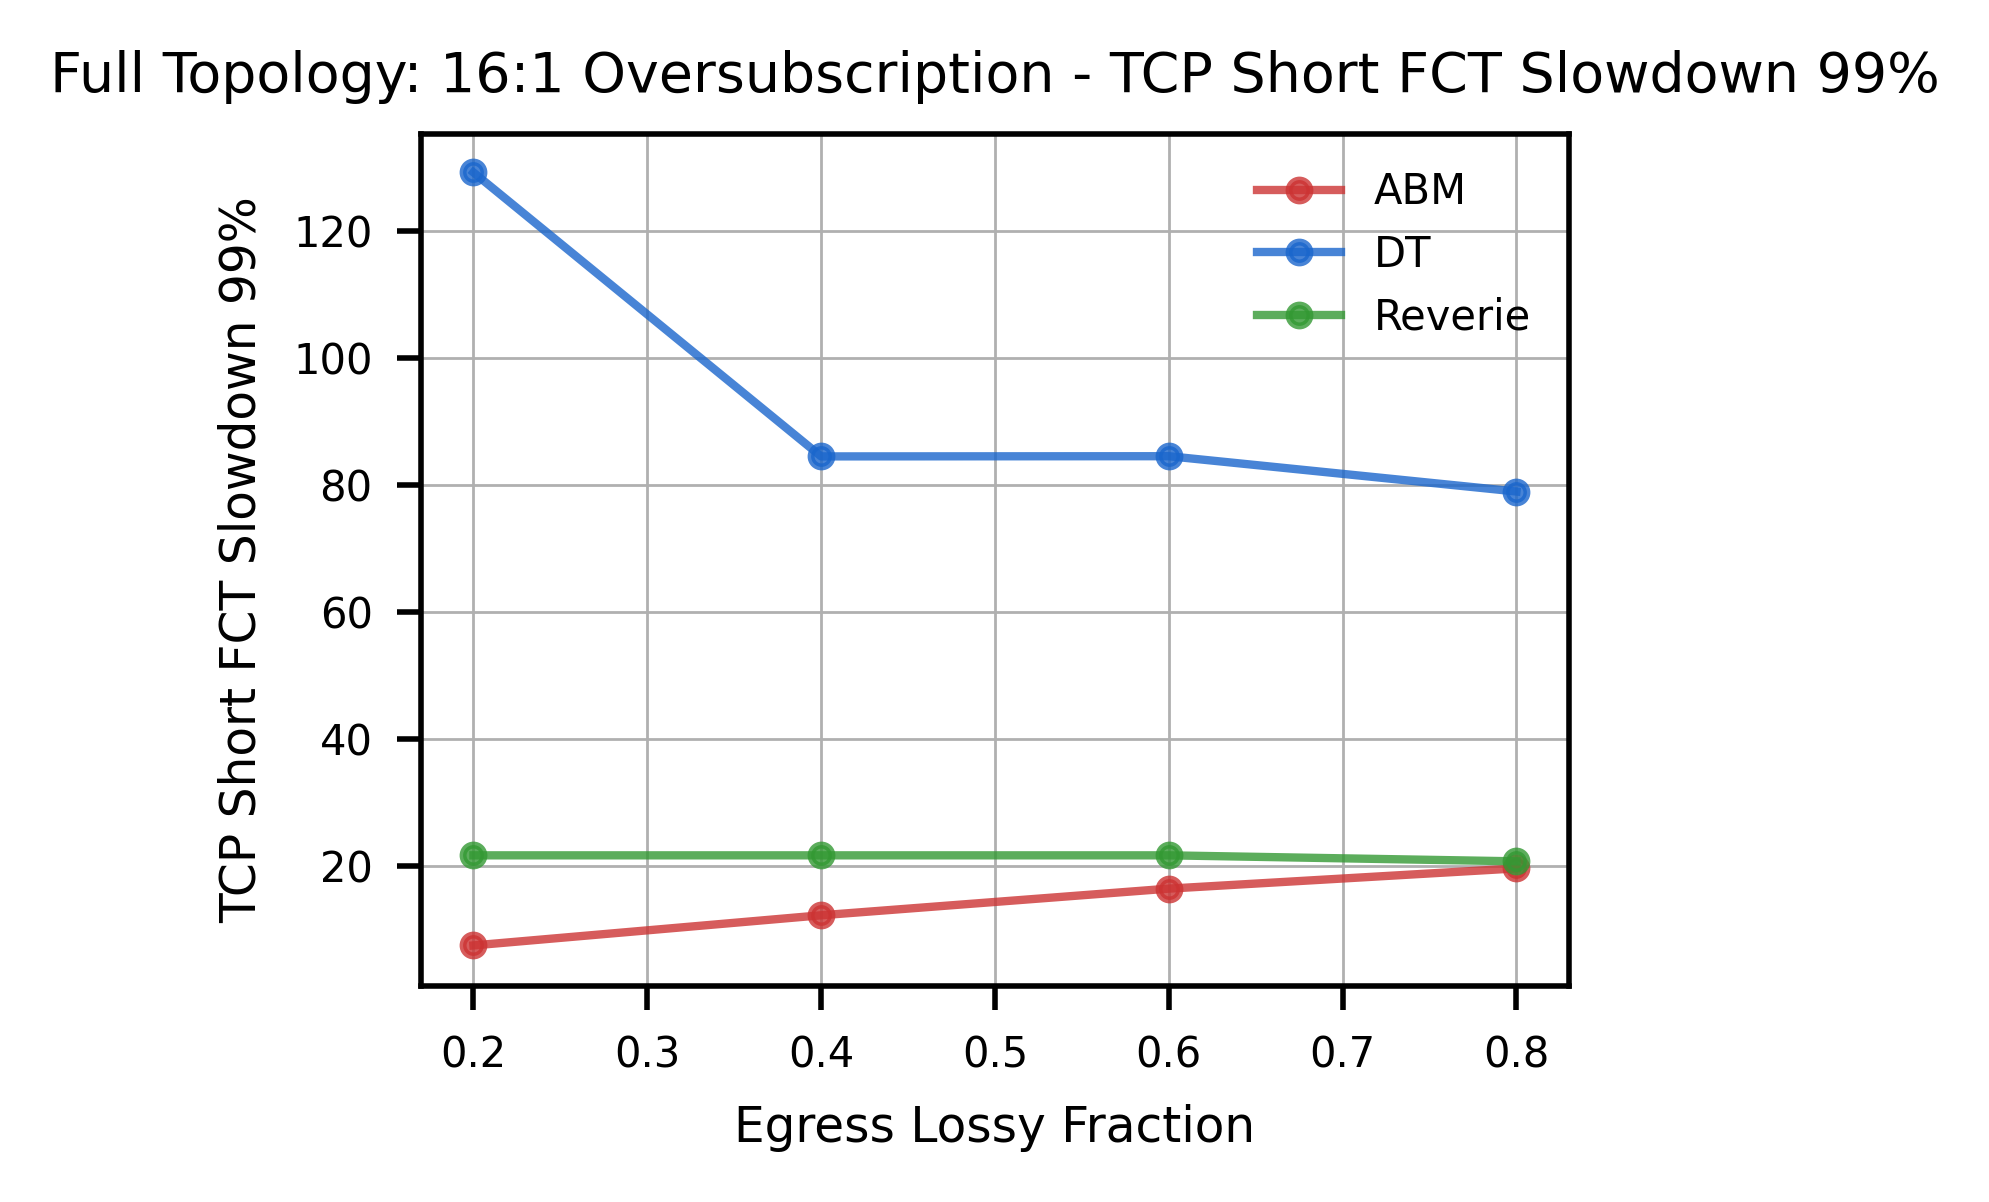 Full Topology: 16:1 Oversubscription - TCP Short FCT Slowdown 99%
TCP Short FCT Slowdown 99%
120
100
80
60
40
20
ABM
DT
Reverie
0.2 0.3 0.4 0.5 0.6 0.7 0.8
Egress Lossy Fraction